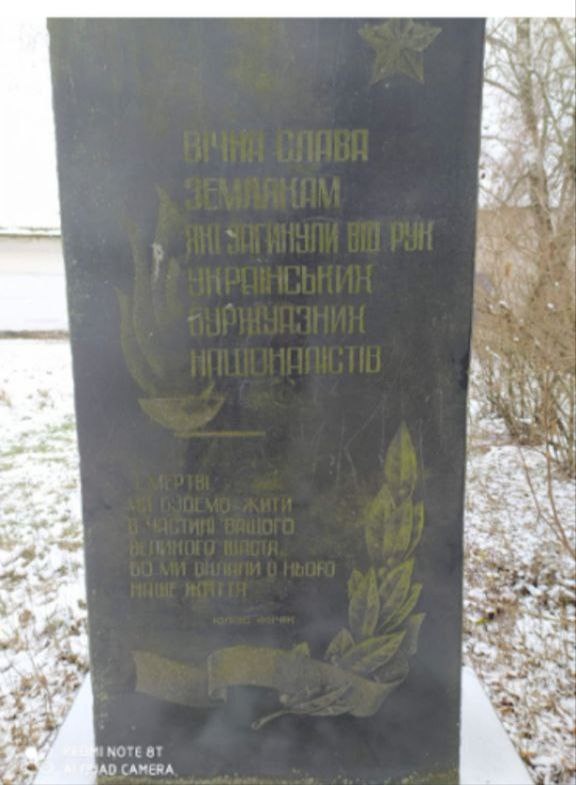 ВІЧНА СЛАВА
ЗЕМЛЯКАМ
ЯКІ ЗАГИНУЛИ ВІД РУК
УКРАЇНСЬКИХ
БУРЖУАЗНИХ
НАЦІОНАЛІСТІВ
І МЕРТВІ
МИ БУДЕМО ЖИТИ
В ЧАСТИНІ ВАШОГО
ВЕЛИКОГО ЩАСТЯ
БО МИ ВКЛАЛИ В НЬОГО
НАШЕ ЖИТТЯ
ЮЛІУС ФУЧІК
REDMI NOTE 8T
AI QUAD CAMERA